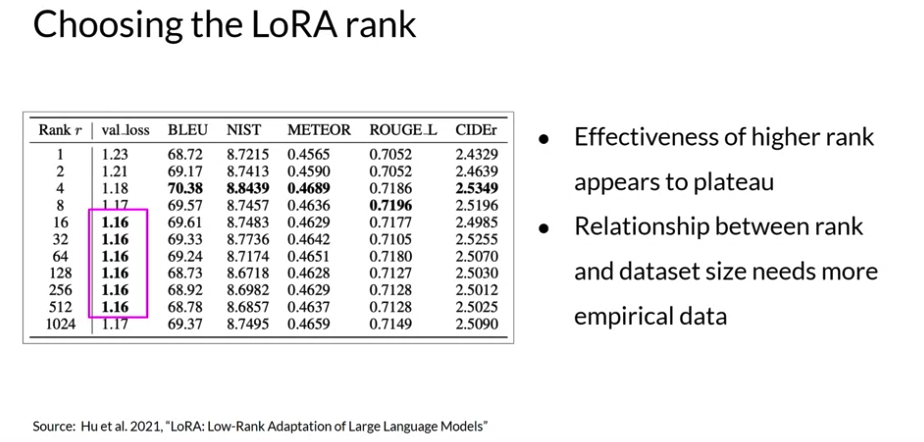 Choosing the LoRA rank
Rank r val_loss BLEU NIST METEOR ROUGE_L CIDEr
1 1.23 68.72 8.7215 0.4565 0.7052 2.4329
2 1.21 69.17 8.7413 0.4590 0.7052 2.4639
4 1.18 70.38 8.8439 0.4689 0.7186 2.5349
8 1.17 69.57 8.7457 0.4636 0.7196 2.5196
16 1.16 69.61 8.7483 0.4629 0.7177 2.4985
32 1.16 69.33 8.7736 0.4642 0.7105 2.5255
64 1.16 69.24 8.7174 0.4651 0.7180 2.5070
128 1.16 68.73 8.6718 0.4628 0.7127 2.5030
256 1.16 68.92 8.6982 0.4629 0.7128 2.5012
512 1.16 68.78 8.6857 0.4637 0.7128 2.5025
1024 1.17 69.37 8.7495 0.4659 0.7149 2.5090
• Effectiveness of higher rank
appears to plateau
• Relationship between rank
and dataset size needs more
empirical data
Source: Hu et al. 2021, “LoRA: Low-Rank Adaptation of Large Language Models”